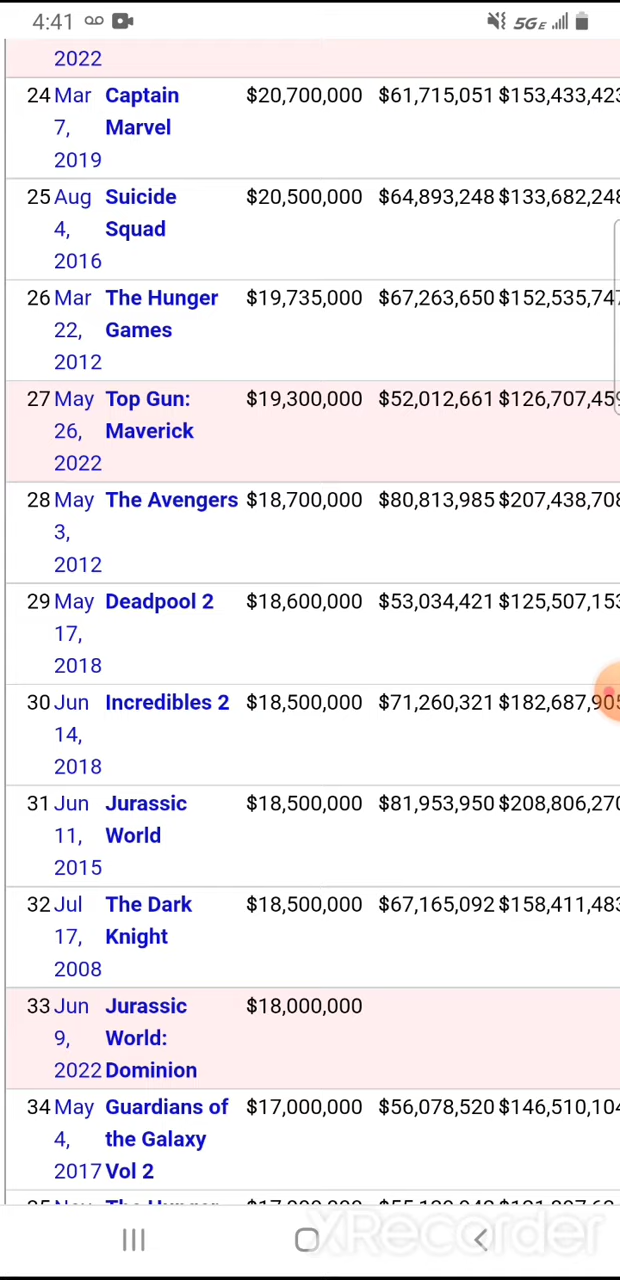 4:41 5GE
2022
24 Mar 7, 2019 Captain Marvel $20,700,000 $61,715,051 $153,433,423
25 Aug 4, 2016 Suicide Squad $20,500,000 $64,893,248 $133,682,248
26 Mar 22, 2012 The Hunger Games $19,735,000 $67,263,650 $152,535,747
27 May 26, 2022 Top Gun: Maverick $19,300,000 $52,012,661 $126,707,459
28 May 3, 2012 The Avengers $18,700,000 $80,813,985 $207,438,708
29 May 17, 2018 Deadpool 2 $18,600,000 $53,034,421 $125,507,153
30 Jun 14, 2018 Incredibles 2 $18,500,000 $71,260,321 $182,687,905
31 Jun 11, 2015 Jurassic World $18,500,000 $81,953,950 $208,806,270
32 Jul 17, 2008 The Dark Knight $18,500,000 $67,165,092 $158,411,483
33 Jun 9, 2022 Jurassic World: Dominion $18,000,000
34 May 4, 2017 Guardians of the Galaxy Vol 2 $17,000,000 $56,078,520 $146,510,104
The Hunger
XRecorder